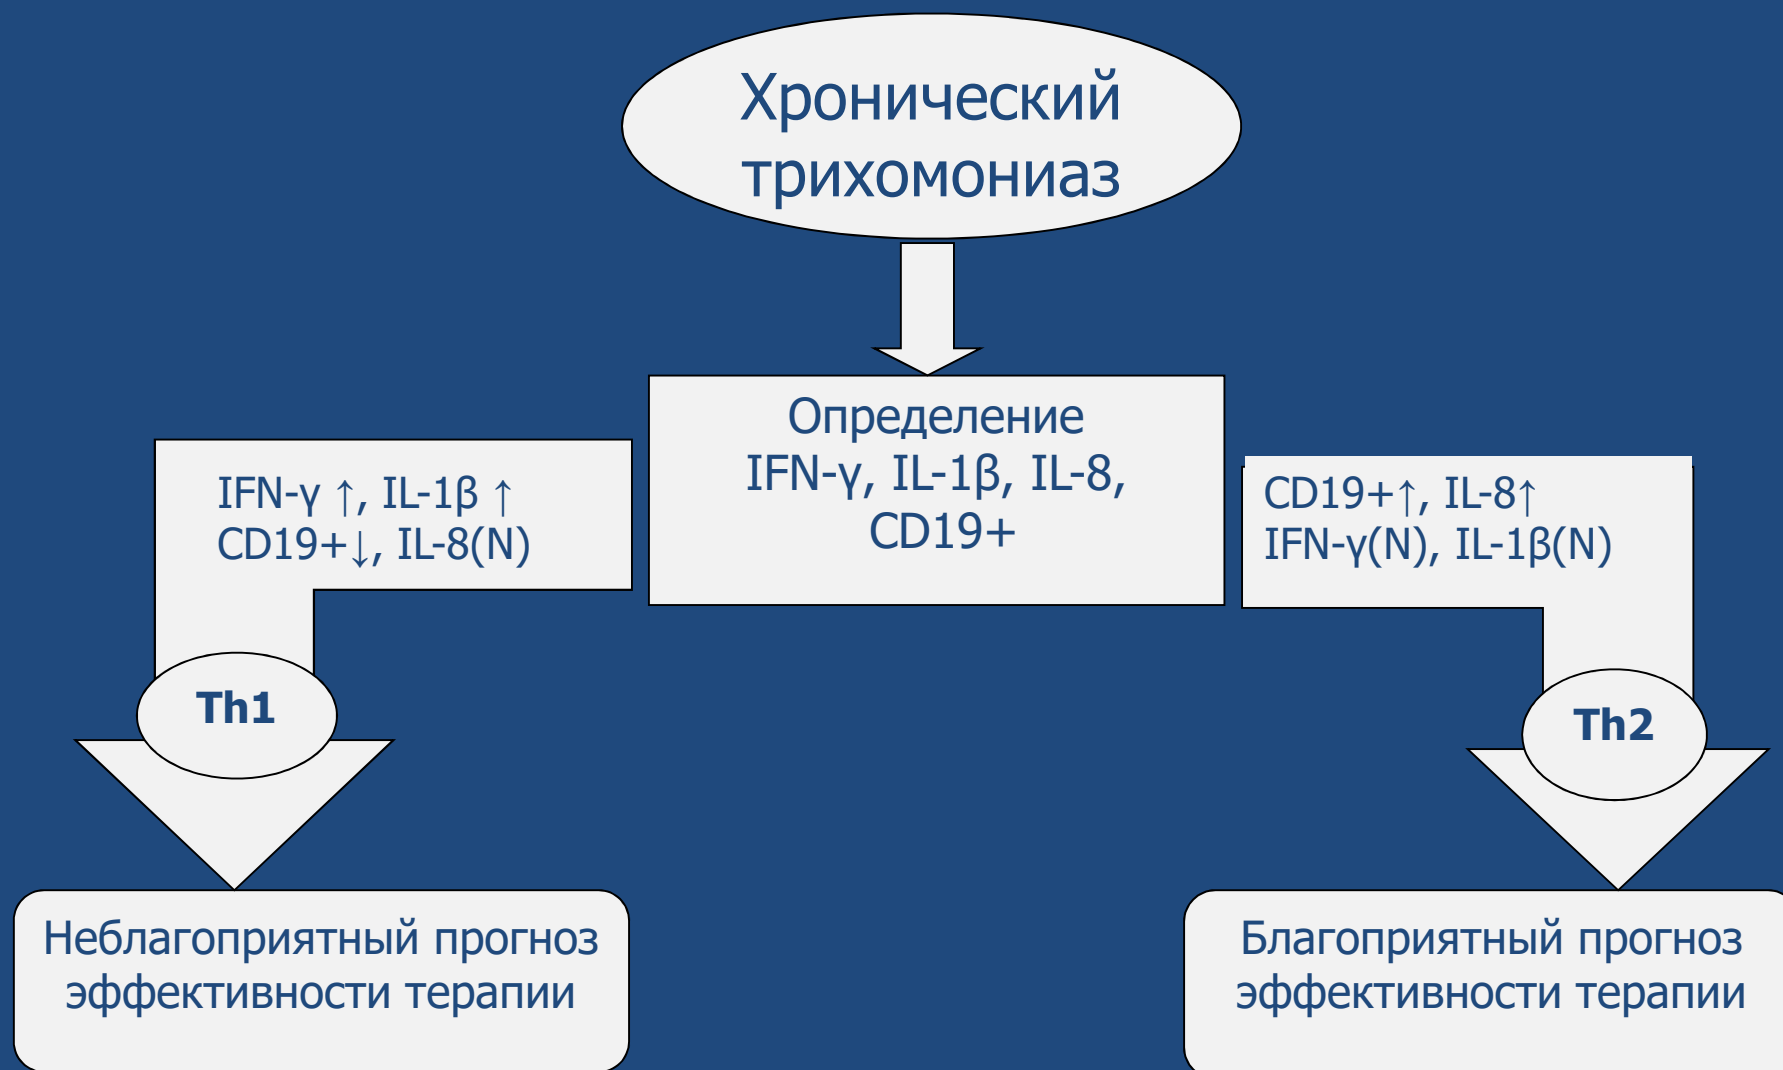 Хронический
трихомониаз
Определение
IFN-γ, IL-1β, IL-8,
CD19+
IFN-γ ↑, IL-1β ↑
CD19+↓, IL-8(N)
CD19+↑, IL-8↑
IFN-γ(N), IL-1β(N)
Th1
Th2
Неблагоприятный прогноз
эффективности терапии
Благоприятный прогноз
эффективности терапии